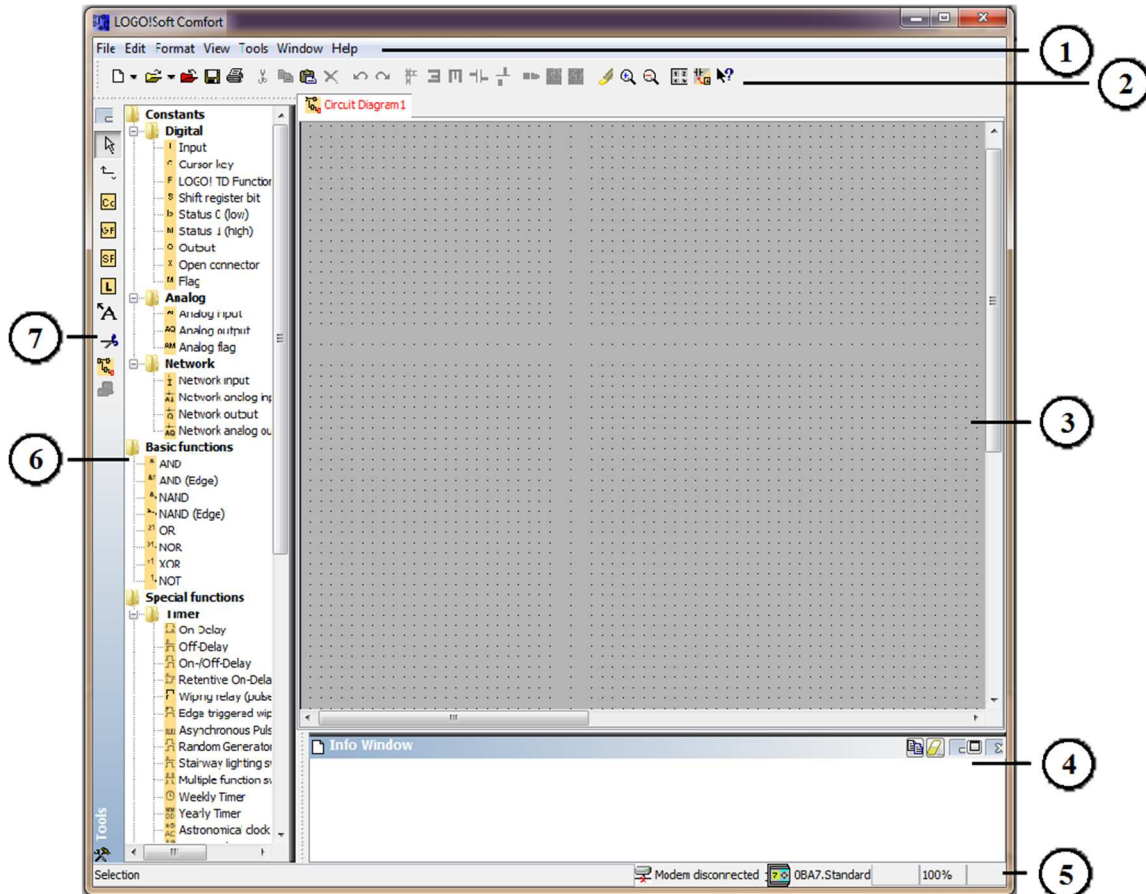 LOGO!Soft Comfort
File Edit Format View Tools Window Help
1
2
Circuit Diagram1
Constants
Digital
Input
Cursor key
LOGO! TD Function
Shift register bit
Status 0 (low)
Status 1 (high)
Output
Open connector
Flag
Analog
Analog input
Analog output
Analog flag
Network
Network input
Network analog inp
Network output
Network analog ou
Basic functions
AND
AND (Edge)
NAND
NAND (Edge)
OR
NOR
XOR
NOT
Special functions
Timer
On-Delay
Off-Delay
On-/Off-Delay
Retentive On-Dela
Wiping relay (pulse
Edge triggered wip
Asynchronous Puls
Random Generator
Stairway lighting sv
Multiple function sv
Weekly Timer
Yearly Timer
Astronomical clock
Co
GF
SF
L
A
7
6
3
Info Window
4
Tools
Selection
Modem disconnected
0BA7.Standard
100%
5